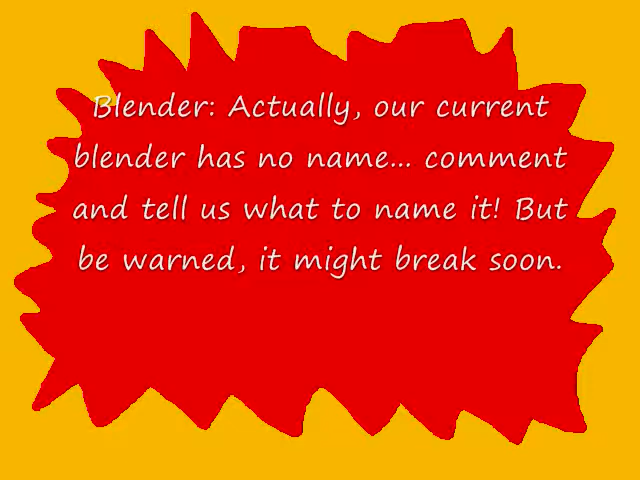 Blender: Actually, our current
blender has no name... comment
and tell us what to name it! But
be warned, it might break soon.